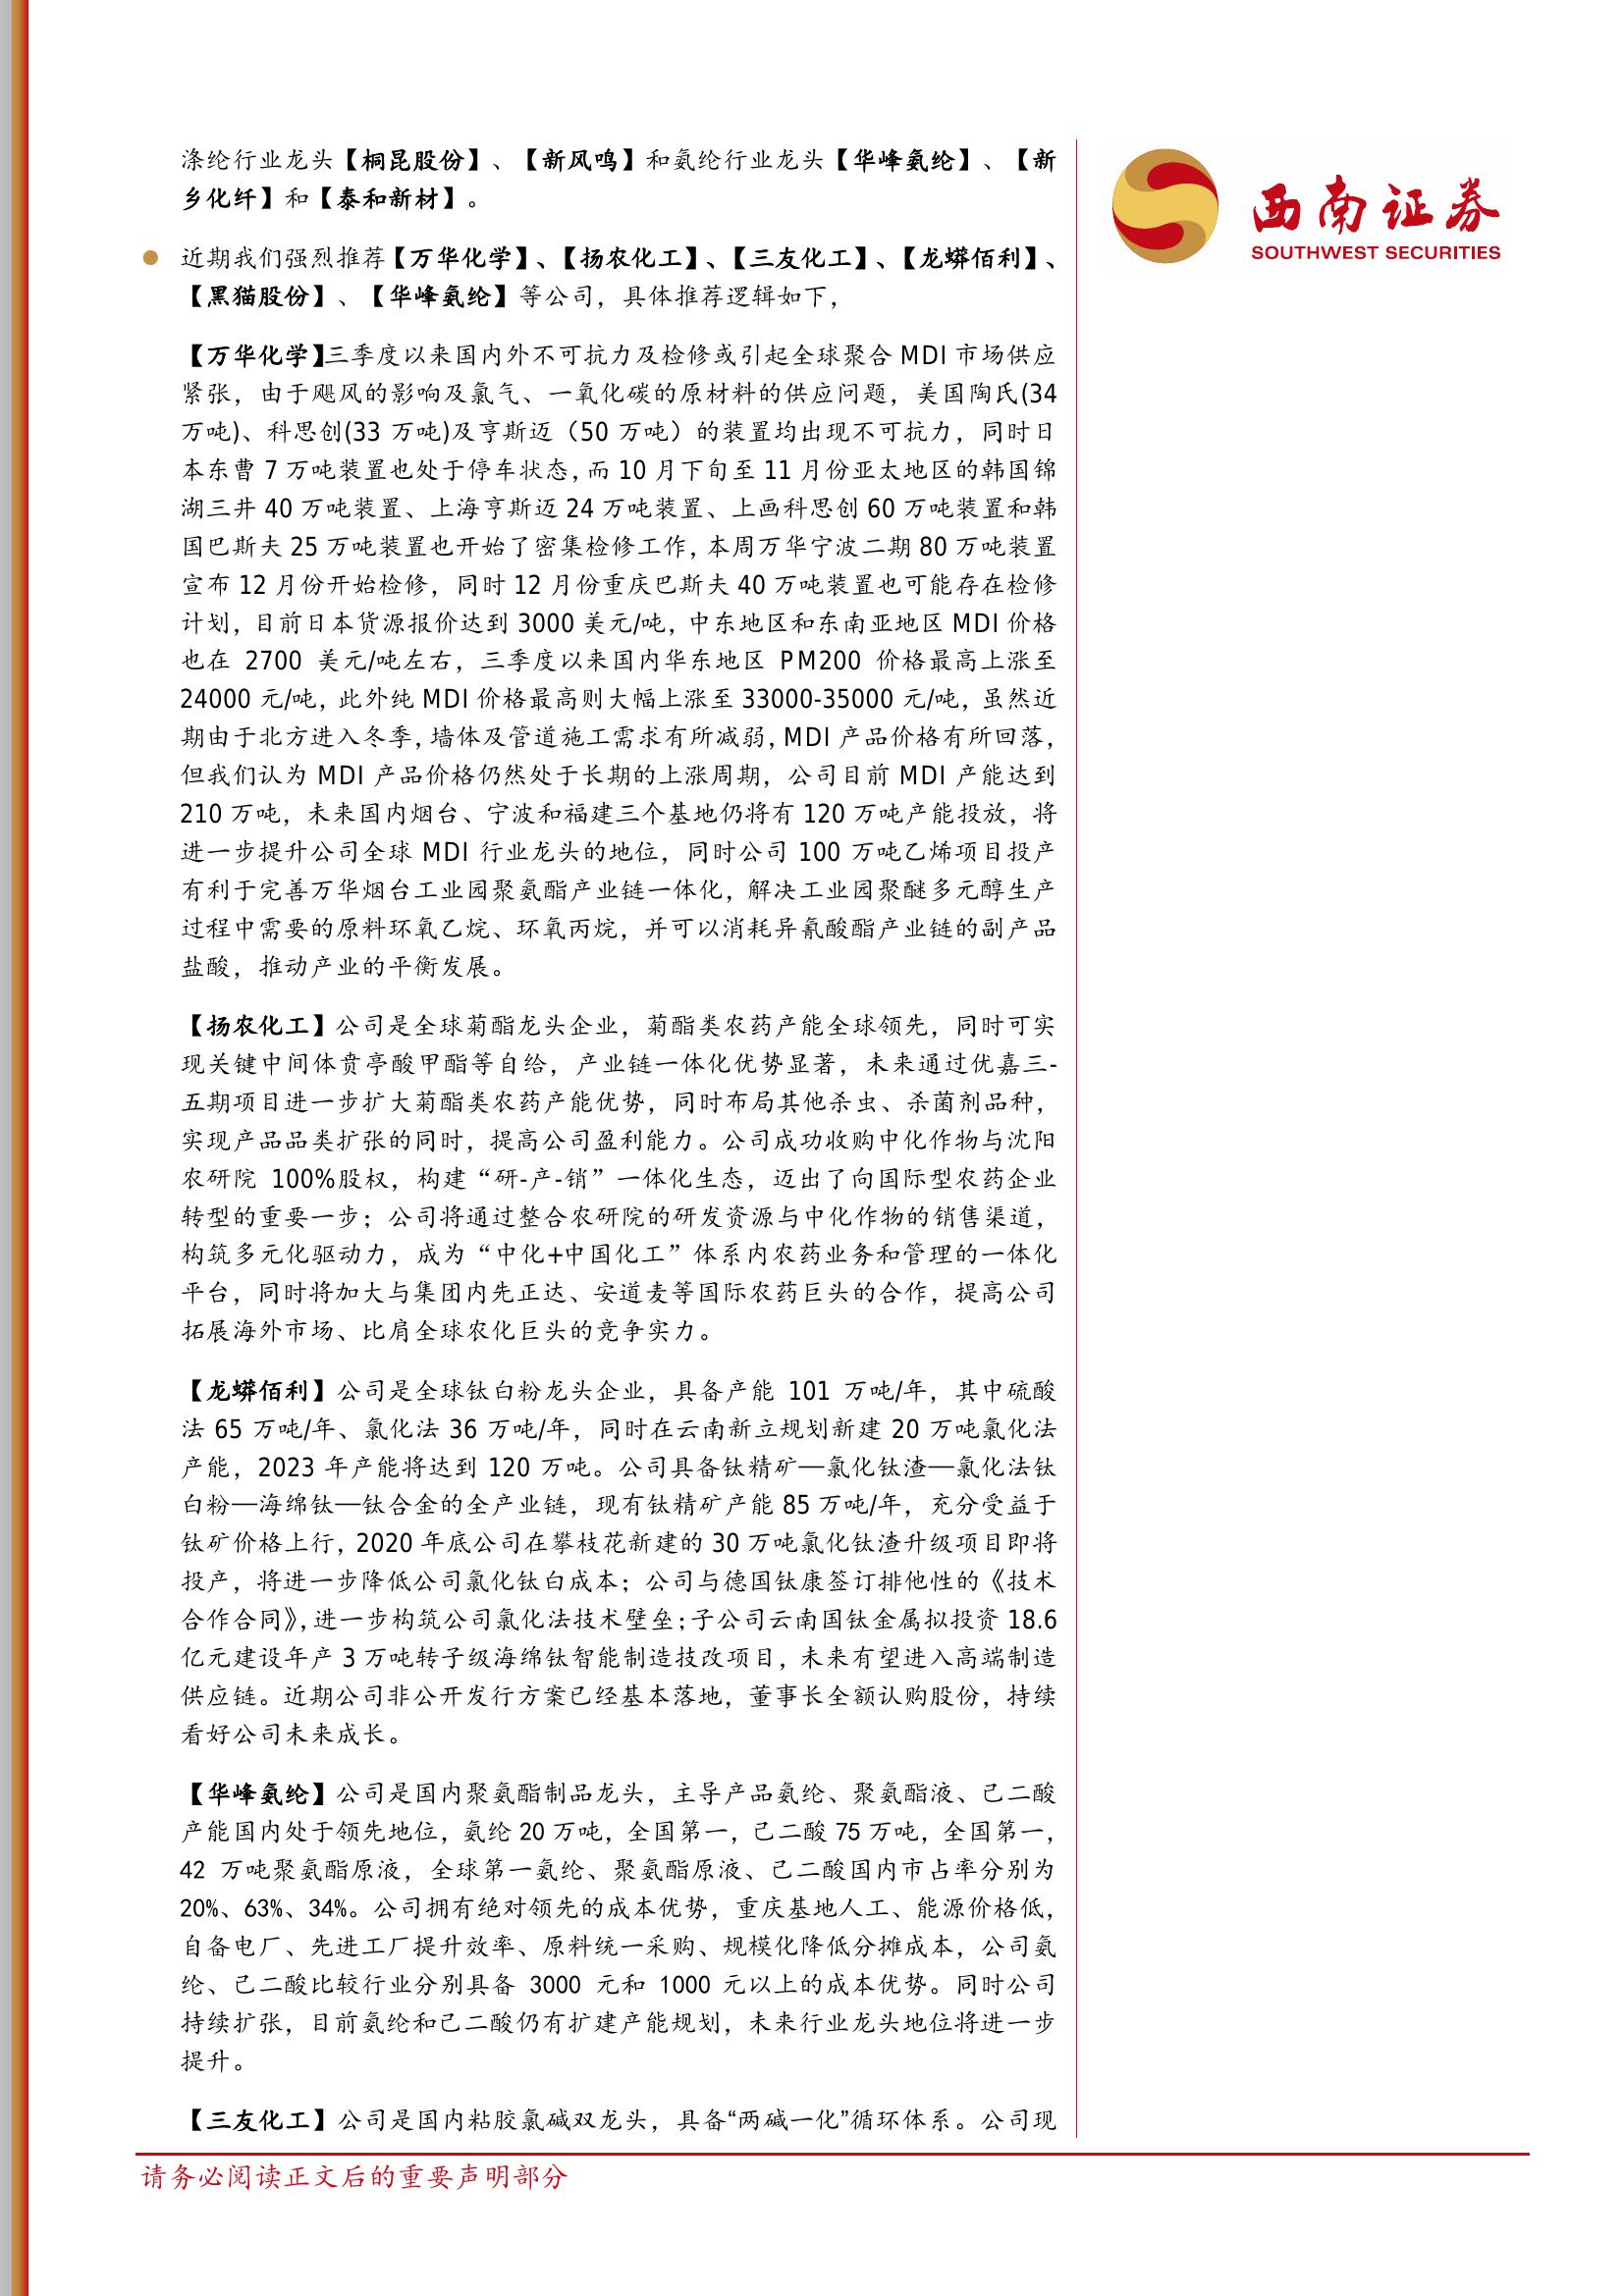 涤纶行业龙头【桐昆股份】、【新风鸣】和氨纶行业龙头【华峰氨纶】、【新
乡化纤】和【泰和新材】。
近期我们强烈推荐【万华化学】、【扬农化工】、【三友化工】、【龙蟒佰利】、
【黑猫股份】、【华峰氨纶】等公司，具体推荐逻辑如下，
【万华化学】三季度以来国内外不可抗力及检修或引起全球聚合 MDI 市场供应
紧张，由于飓风的影响及氯气、一氧化碳的原材料的供应问题，美国陶氏(34
万吨)、科思创(33 万吨)及亨斯迈（50 万吨）的装置均出现不可抗力，同时日
本东曹 7 万吨装置也处于停车状态，而 10 月下旬至 11 月份亚太地区的韩国锦
湖三井 40 万吨装置、上海亨斯迈 24 万吨装置、上画科思创 60 万吨装置和韩
国巴斯夫 25 万吨装置也开始了密集检修工作，本周万华宁波二期 80 万吨装置
宣布 12 月份开始检修，同时 12 月份重庆巴斯夫 40 万吨装置也可能存在检修
计划，目前日本货源报价达到 3000 美元/吨，中东地区和东南亚地区 MDI 价格
也在 2700 美元/吨左右，三季度以来国内华东地区 PM200 价格最高上涨至
24000 元/吨，此外纯 MDI 价格最高则大幅上涨至 33000-35000 元/吨，虽然近
期由于北方进入冬季，墙体及管道施工需求有所减弱，MDI 产品价格有所回落，
但我们认为 MDI 产品价格仍然处于长期的上涨周期，公司目前 MDI 产能达到
210 万吨，未来国内烟台、宁波和福建三个基地仍将有 120 万吨产能投放，将
进一步提升公司全球 MDI 行业龙头的地位，同时公司 100 万吨乙烯项目投产
有利于完善万华烟台工业园聚氨酯产业链一体化，解决工业园聚醚多元醇生产
过程中需要的原料环氧乙烷、环氧丙烷，并可以消耗异氰酸酯产业链的副产品
盐酸，推动产业的平衡发展。
【扬农化工】公司是全球菊酯龙头企业，菊酯类农药产能全球领先，同时可实
现关键中间体贲亭酸甲酯等自给，产业链一体化优势显著，未来通过优嘉三-
五期项目进一步扩大菊酯类农药产能优势，同时布局其他杀虫、杀菌剂品种，
实现产品品类扩张的同时，提高公司盈利能力。公司成功收购中化作物与沈阳
农研院 100%股权，构建“研-产-销”一体化生态，迈出了向国际型农药企业
转型的重要一步；公司将通过整合农研院的研发资源与中化作物的销售渠道，
构筑多元化驱动力，成为“中化+中国化工”体系内农药业务和管理的一体化
平台，同时将加大与集团内先正达、安道麦等国际农药巨头的合作，提高公司
拓展海外市场、比肩全球农化巨头的竞争实力。
【龙蟒佰利】公司是全球钛白粉龙头企业，具备产能 101 万吨/年，其中硫酸
法 65 万吨/年、氯化法 36 万吨/年，同时在云南新立规划新建 20 万吨氯化法
产能，2023 年产能将达到 120 万吨。公司具备钛精矿—氯化钛渣—氯化法钛
白粉—海绵钛—钛合金的全产业链，现有钛精矿产能 85 万吨/年，充分受益于
钛矿价格上行，2020 年底公司在攀枝花新建的 30 万吨氯化钛渣升级项目即将
投产，将进一步降低公司氯化钛白成本；公司与德国钛康签订排他性的《技术
合作合同》，进一步构筑公司氯化法技术壁垒；子公司云南国钛金属拟投资 18.6
亿元建设年产 3 万吨转子级海绵钛智能制造技改项目，未来有望进入高端制造
供应链。近期公司非公开发行方案已经基本落地，董事长全额认购股份，持续
看好公司未来成长。
【华峰氨纶】公司是国内聚氨酯制品龙头，主导产品氨纶、聚氨酯液、己二酸
产能国内处于领先地位，氨纶 20 万吨，全国第一，己二酸 75 万吨，全国第一，
42 万吨聚氨酯原液，全球第一氨纶、聚氨酯原液、己二酸国内市占率分别为
20%、63%、34%。公司拥有绝对领先的成本优势，重庆基地人工、能源价格低，
自备电厂、先进工厂提升效率、原料统一采购、规模化降低分摊成本，公司氨
纶、己二酸比较行业分别具备 3000 元和 1000 元以上的成本优势。同时公司
持续扩张，目前氨纶和己二酸仍有扩建产能规划，未来行业龙头地位将进一步
提升。
【三友化工】公司是国内粘胶氯碱双龙头，具备“两碱一化”循环体系。公司现
西南证券
SOUTHWEST SECURITIES
请务必阅读正文后的重要声明部分